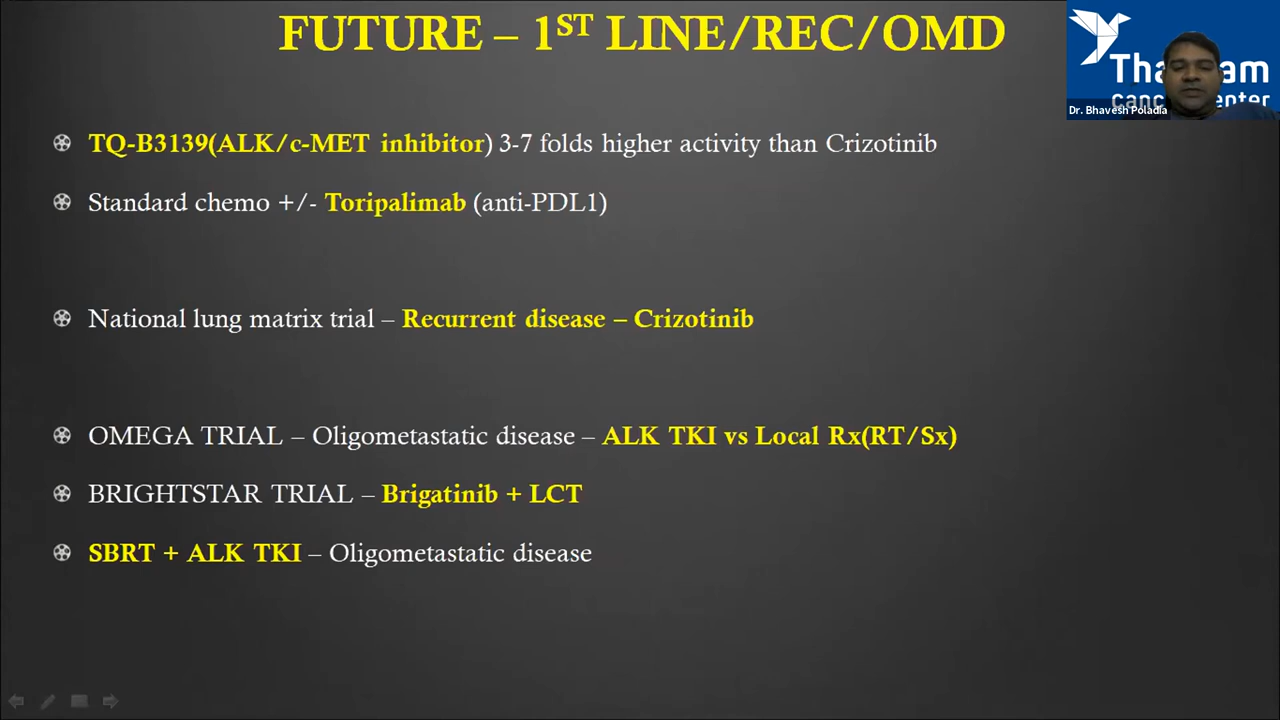 FUTURE – 1ST LINE/REC/OMD
Dr. Bhavesh Poladia
TQ-B3139(ALK/c-MET inhibitor) 3-7 folds higher activity than Crizotinib
Standard chemo +/- Toripalimab (anti-PDL1)
National lung matrix trial – Recurrent disease – Crizotinib
OMEGA TRIAL – Oligometastatic disease – ALK TKI vs Local Rx(RT/Sx)
BRIGHTSTAR TRIAL – Brigatinib + LCT
SBRT + ALK TKI – Oligometastatic disease